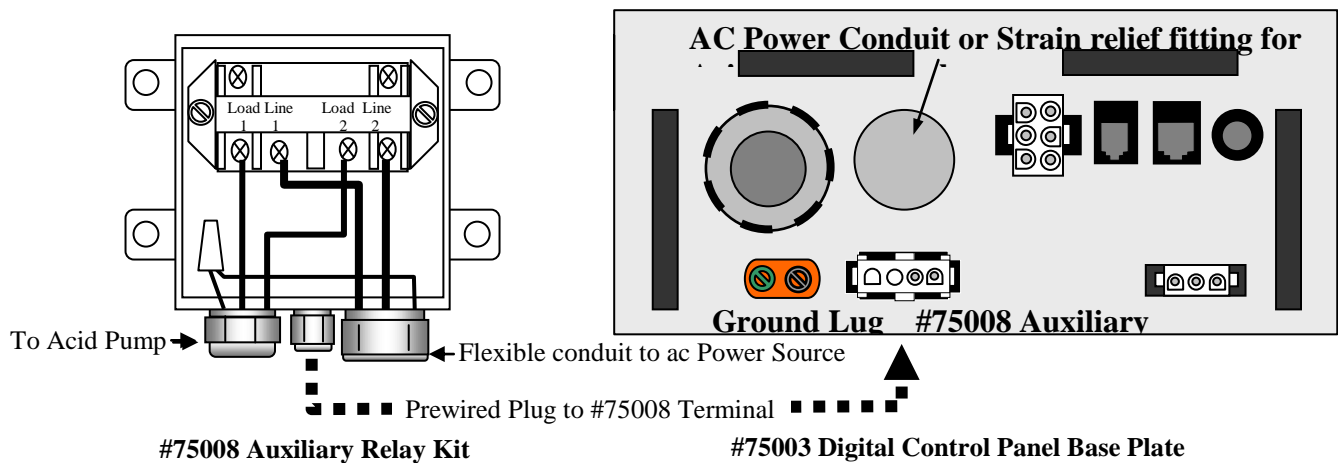 AC Power Conduit or Strain relief fitting for
Load Line Load Line
1 1 2 2
Ground Lug #75008 Auxiliary
To Acid Pump
Flexible conduit to ac Power Source
Prewired Plug to #75008 Terminal
#75008 Auxiliary Relay Kit
#75003 Digital Control Panel Base Plate